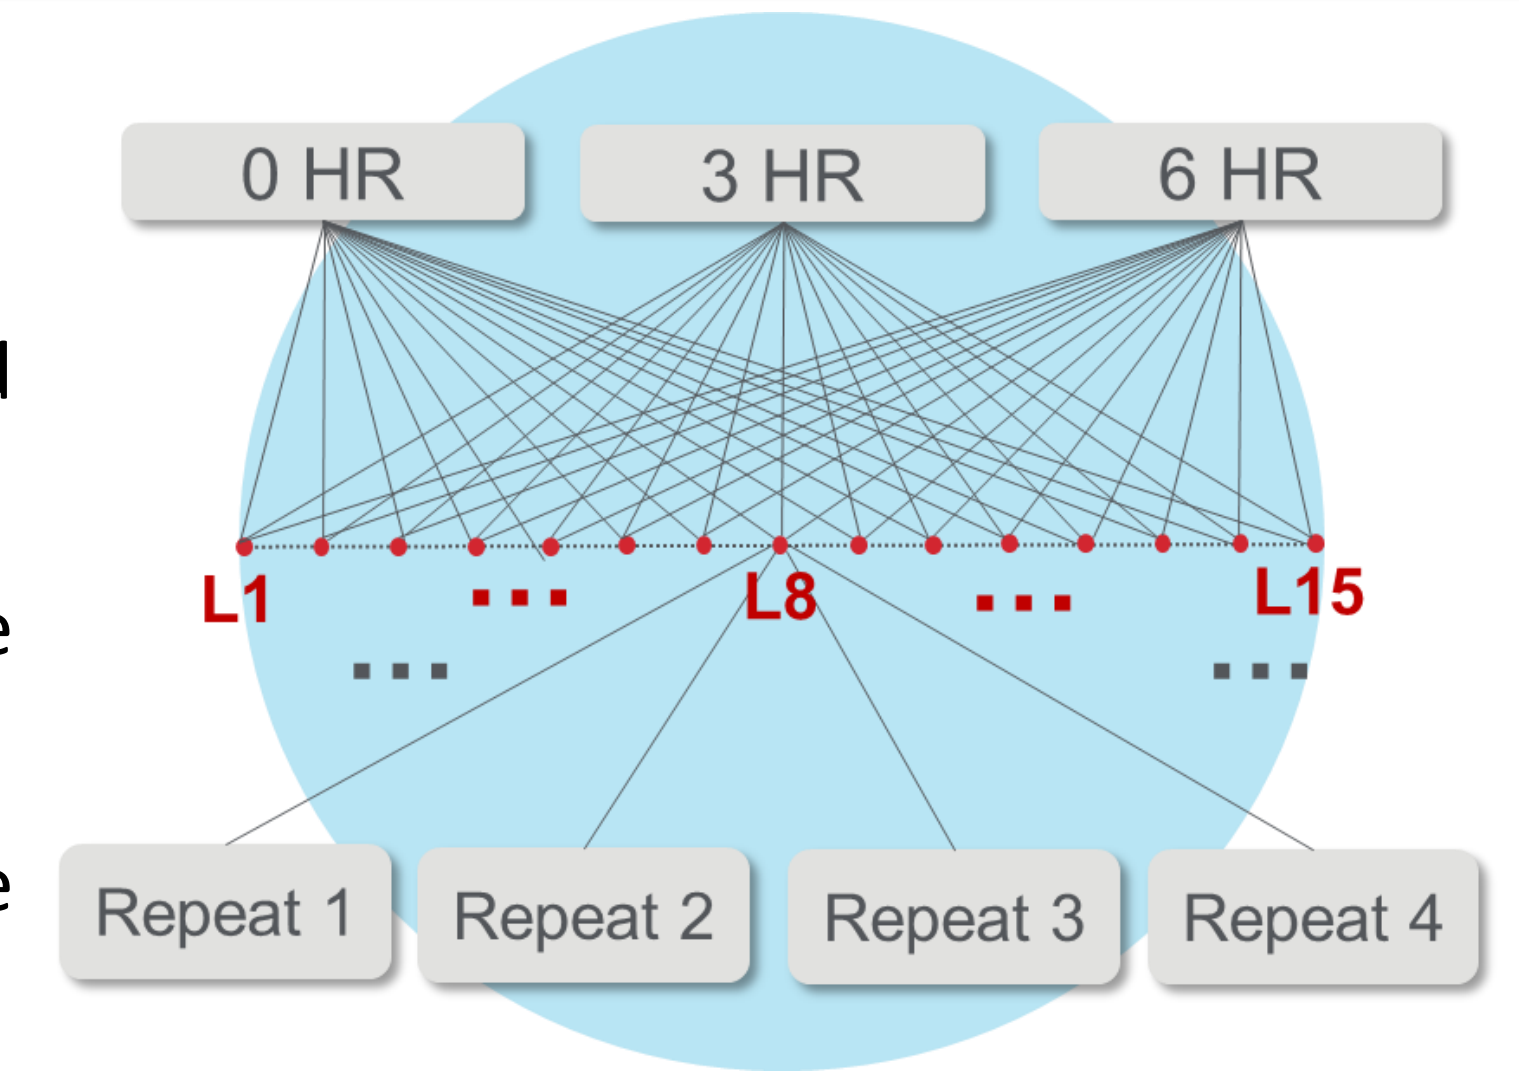 0 HR
3 HR
6 HR
L1
...
L8
...
L15
...
...
Repeat 1
Repeat 2
Repeat 3
Repeat 4